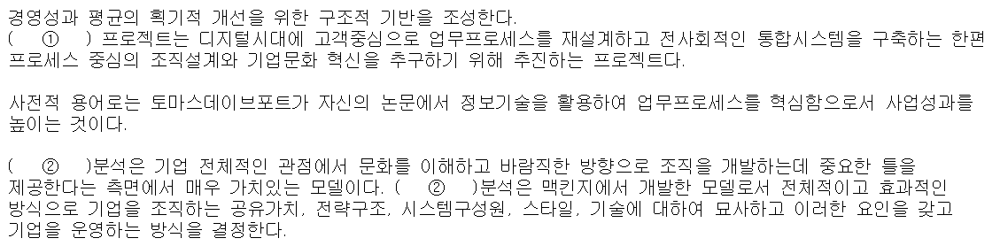 경영성과 평균의 획기적 개선을 위한 구조적 기반을 조성한다.
( ① ) 프로젝트는 디지털시대에 고객중심으로 업무프로세스를 재설계하고 전사회적인 통합시스템을 구축하는 한편
프로세스 중심의 조직설계와 기업문화 혁신을 추구하기 위해 추진하는 프로젝트다.
사전적 용어로는 토마스데이브포트가 자신의 논문에서 정보기술을 활용하여 업무프로세스를 혁심함으로서 사업성과를
높이는 것이다.
( ② )분석은 기업 전체적인 관점에서 문화를 이해하고 바람직한 방향으로 조직을 개발하는데 중요한 틀을
제공한다는 측면에서 매우 가치있는 모델이다. ( ② )분석은 맥킨지에서 개발한 모델로서 전체적이고 효과적인
방식으로 기업을 조직하는 공유가치, 전략구조, 시스템구성원, 스타일, 기술에 대하여 묘사하고 이러한 요인을 갖고
기업을 운영하는 방식을 결정한다.